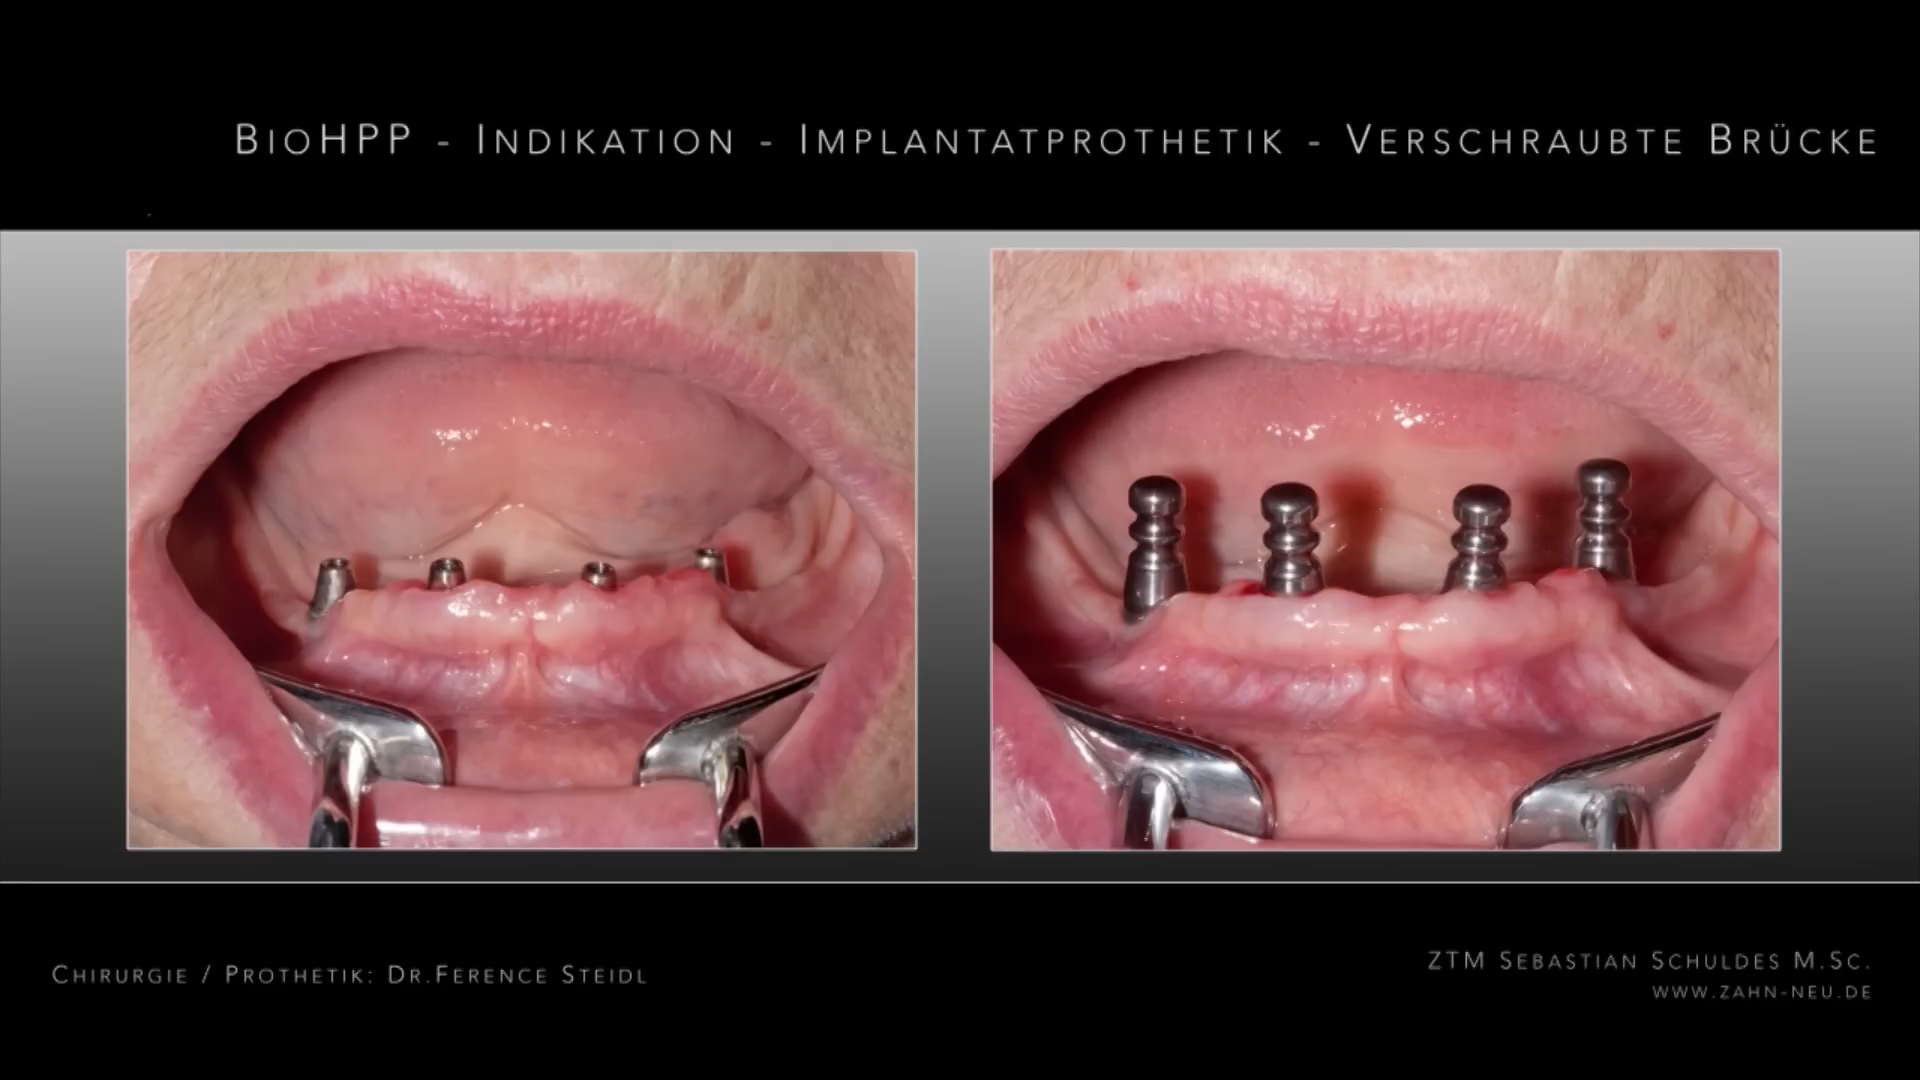 BioHPP - Indikation - Implantatprothetik - Verschraubte Brücke
Chirurgie / Prothetik: Dr.Ference Steidl
ZTM Sebastian Schuldes M.Sc.
www.zahn-neu.de